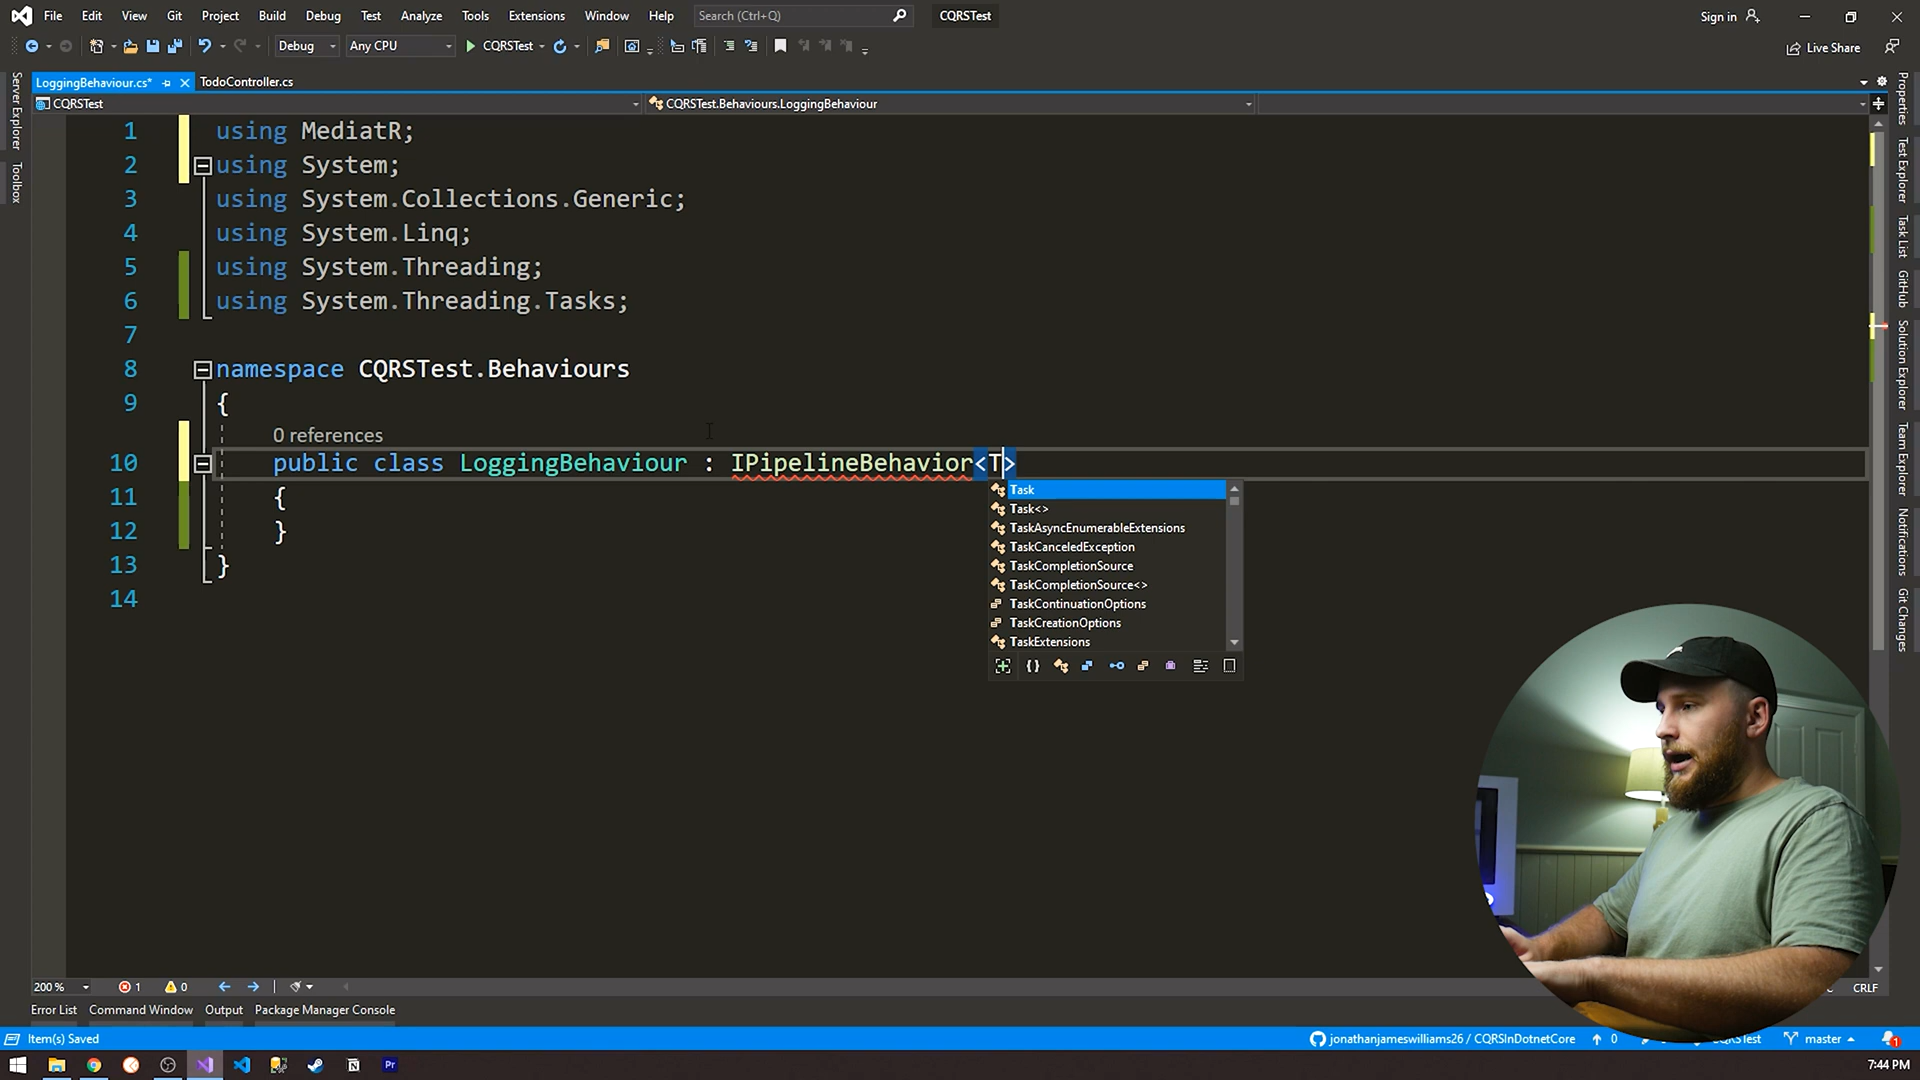 File Edit View Git Project Build Debug Test Analyze Tools Extensions Window Help Search (Ctrl+Q) CQRSTest Sign in
Debug Any CPU CQRSTest Live Share
LoggingBehaviour.cs* TodoController.cs
CQRSTest CQRSTest.Behaviours.LoggingBehaviour
Server Explorer
Toolbox
1 using MediatR;
2 using System;
3 using System.Collections.Generic;
4 using System.Linq;
5 using System.Threading;
6 using System.Threading.Tasks;
7
8 namespace CQRSTest.Behaviours
9 {
0 references
10 public class LoggingBehaviour : IPipelineBehavior<T>
11 {
12 }
13 }
14
Task
Task<>
TaskAsyncEnumerableExtensions
TaskCanceledException
TaskCompletionSource
TaskCompletionSource<>
TaskContinuationOptions
TaskCreationOptions
TaskExtensions
Properties
Test Explorer
Task List
GitHub
Solution Explorer
Team Explorer
Notifications
Git Changes
200 % 1 0 CRLF
Error List Command Window Output Package Manager Console
Item(s) Saved jonathanjameswilliams26 / CQRSInDotnetCore 0 master 1
7:44 PM